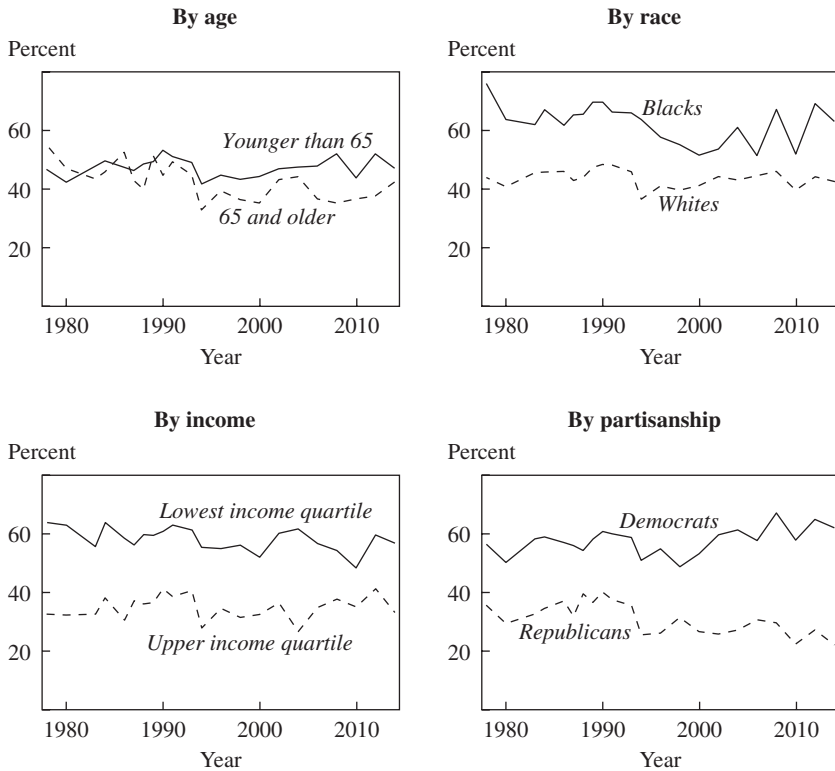 By age
Percent
60
40
20
Younger than 65
65 and older
1980 1990 2000 2010
Year
By race
Percent
60
40
20
Blacks
Whites
1980 1990 2000 2010
Year
By income
Percent
60
40
20
Lowest income quartile
Upper income quartile
1980 1990 2000 2010
Year
By partisanship
Percent
60
40
20
Democrats
Republicans
1980 1990 2000 2010
Year